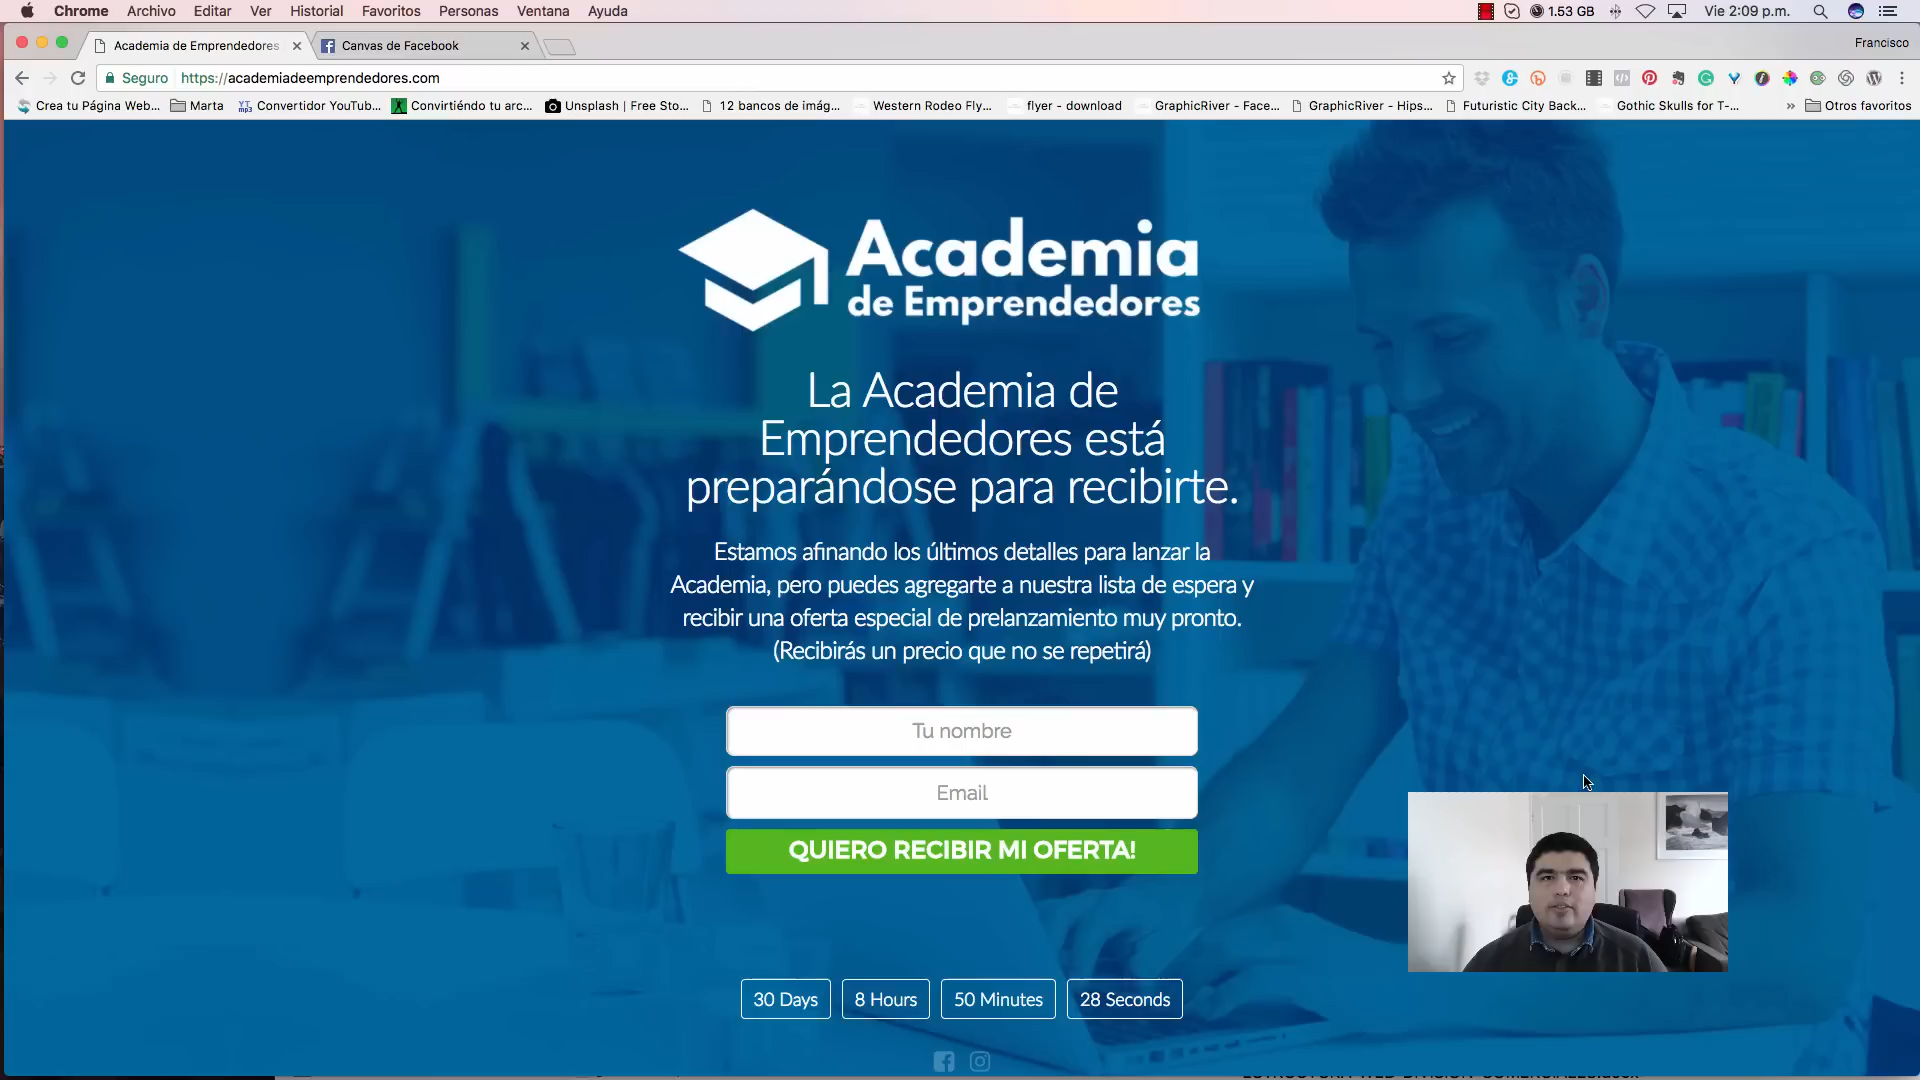 Chrome Archivo Editar Ver Historial Favoritos Personas Ventana Ayuda 1.53 GB Vie 2:09 p.m.
Academia de Emprendedores Canvas de Facebook Francisco
Seguro https://academiadeemprendedores.com
Crea tu Página Web... Marta Convertidor YouTub... Convirtiéndo tu arc... Unsplash | Free Sto... 12 bancos de imág... Western Rodeo Fly... flyer - download GraphicRiver - Face... GraphicRiver - Hips... Futuristic City Back... Gothic Skulls for T-... » Otros favoritos
Academia
de Emprendedores
La Academia de
Emprendedores está
preparándose para recibirte.
Estamos afinando los últimos detalles para lanzar la
Academia, pero puedes agregarte a nuestra lista de espera y
recibir una oferta especial de prelanzamiento muy pronto.
(Recibirás un precio que no se repetirá)
Tu nombre
Email
QUIERO RECIBIR MI OFERTA!
30 Days 8 Hours 50 Minutes 28 Seconds